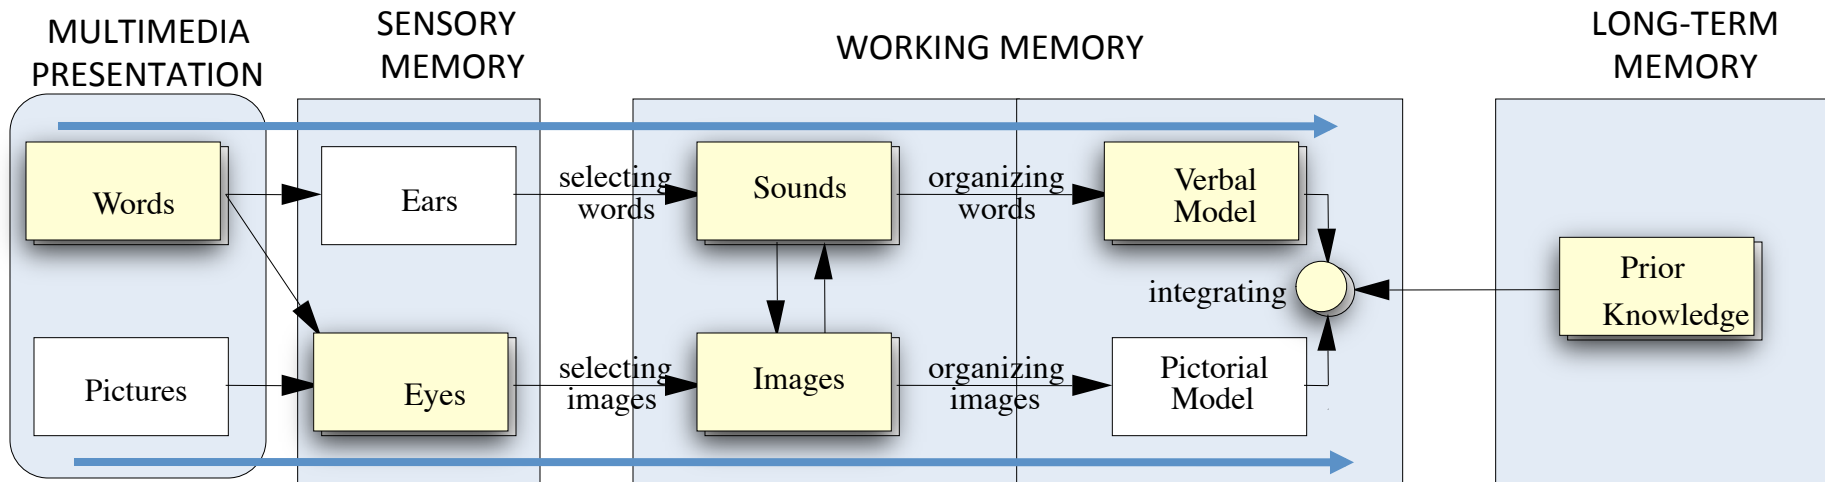 MULTIMEDIA
PRESENTATION
SENSORY
MEMORY
WORKING MEMORY
LONG-TERM
MEMORY
Words
Ears
selecting
words
Sounds
organizing
words
Verbal
Model
integrating
Prior
Knowledge
Pictures
Eyes
selecting
images
Images
organizing
images
Pictorial
Model